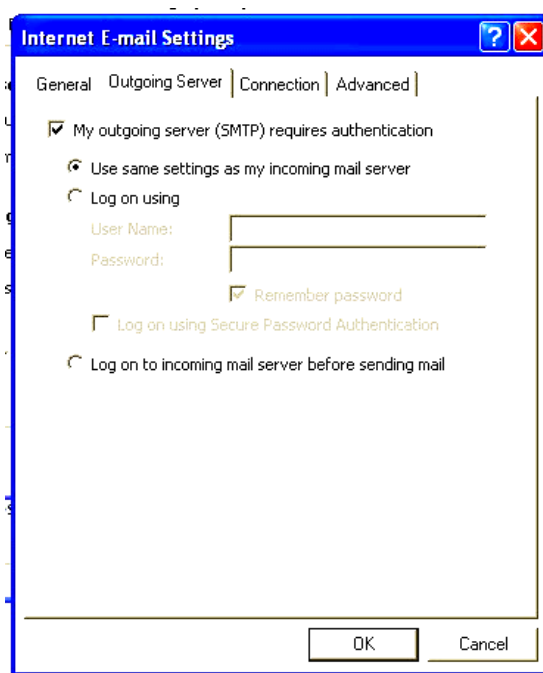 Internet E-mail Settings
General Outgoing Server Connection Advanced
My outgoing server (SMTP) requires authentication
Use same settings as my incoming mail server
Log on using
User Name:
Password:
Remember password
Log on using Secure Password Authentication
Log on to incoming mail server before sending mail
OK Cancel